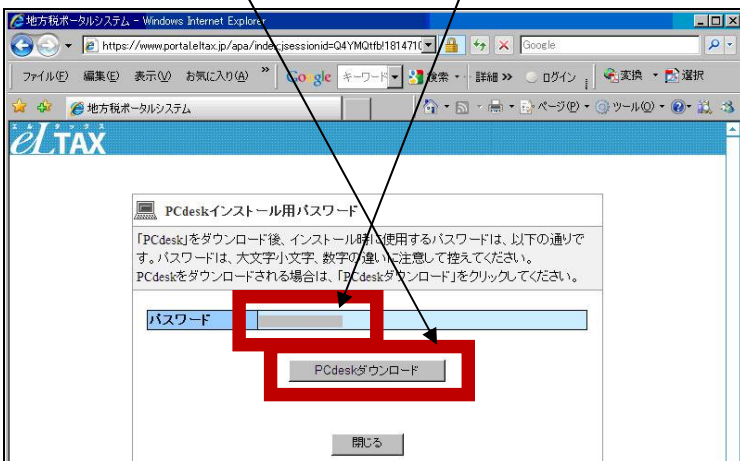 地方税ポータルシステム - Windows Internet Explorer
https://www.portal.eltax.jp/apa/index;jsessionid=Q4YMQtfb!181471(
Google
ファイル(F) 編集(E) 表示(V) お気に入り(A) » Google キーワード 検索 詳細 » ログイン 変換 選択
地方税ポータルシステム ページ(P) ツール(O)
エルタックス
eLTAX
PCdeskインストール用パスワード
「PCdesk」をダウンロード後、インストール時に使用するパスワードは、以下の通りで
す。パスワードは、大文字小文字、数字の違いに注意して控えてください。
PCdeskをダウンロードされる場合は、「PCdeskダウンロード」をクリックしてください。
パスワード
PCdeskダウンロード
閉じる